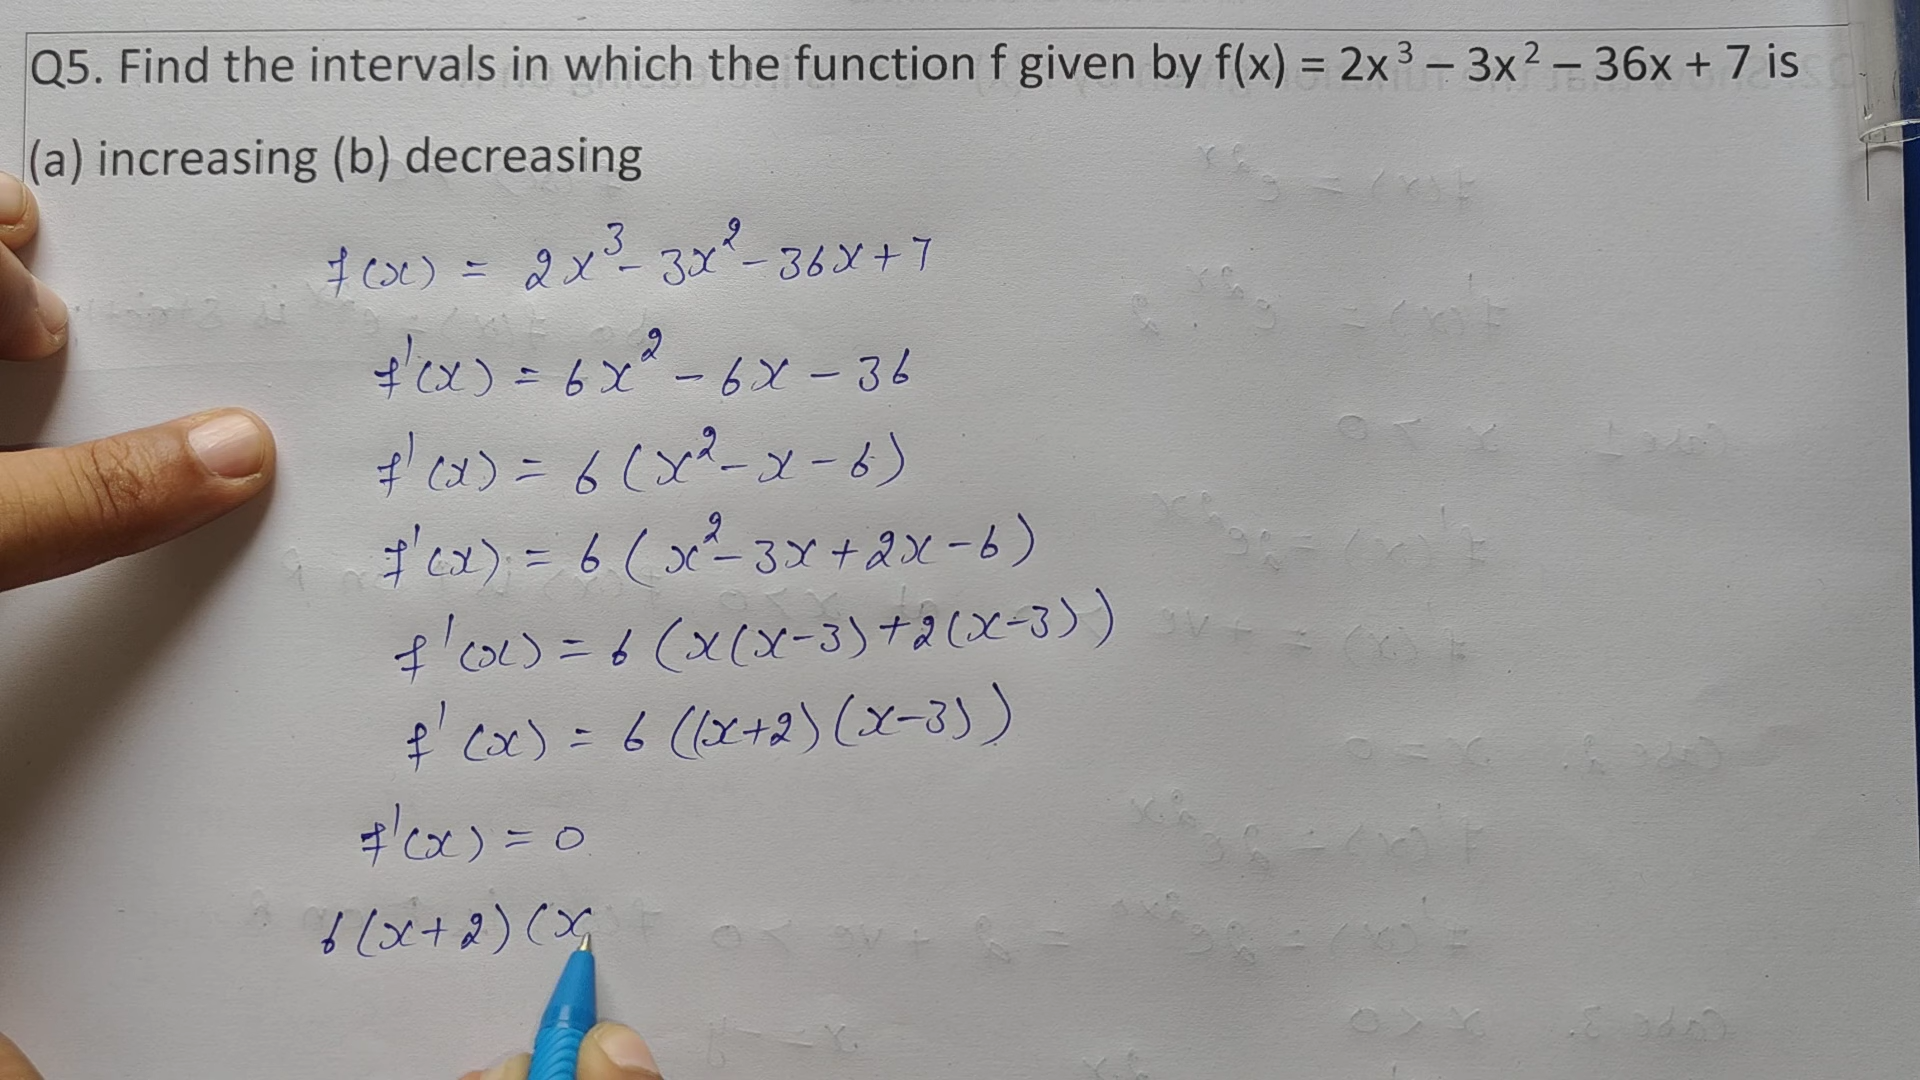 Q5. Find the intervals in which the function f given by f(x) = 2x³ – 3x² – 36x + 7 is
(a) increasing (b) decreasing
f(x) = 2x³ - 3x² - 36x + 7
f'(x) = 6x² - 6x - 36
f'(x) = 6(x² - x - 6)
f'(x) = 6(x² - 3x + 2x - 6)
f'(x) = 6(x(x-3) + 2(x-3))
f'(x) = 6((x+2)(x-3))
f'(x) = 0
6(x+2)(x